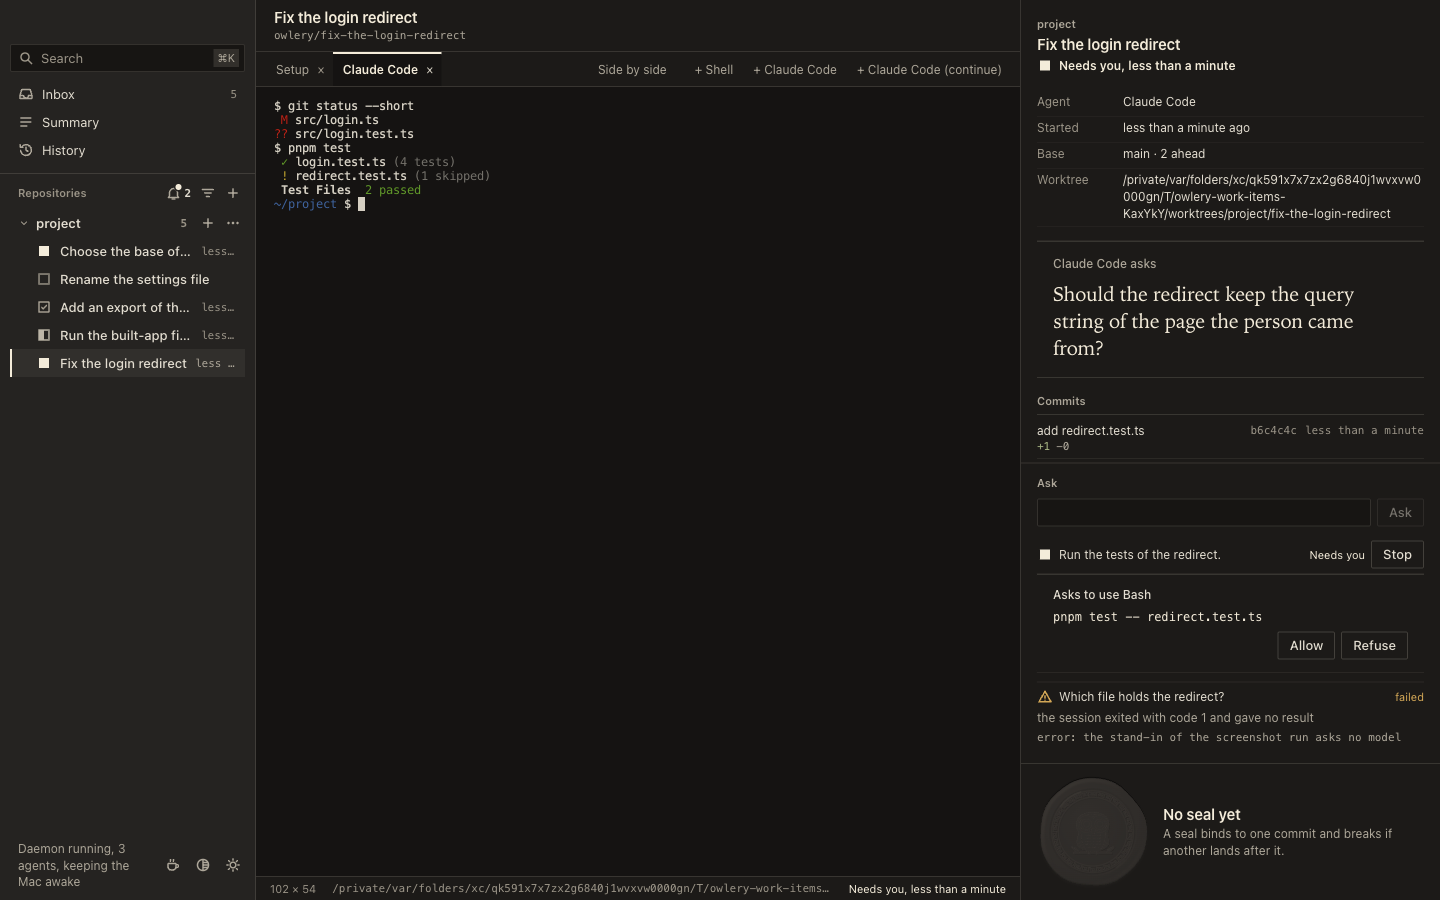 Search ⌘K
Inbox 5
Summary
History
Repositories 2
project 5
Choose the base of... less...
Rename the settings file
Add an export of th... less...
Run the built-app fi... less...
Fix the login redirect less ...
Daemon running, 3
agents, keeping the
Mac awake
Fix the login redirect
owlery/fix-the-login-redirect
Setup × Claude Code × Side by side + Shell + Claude Code + Claude Code (continue)
$ git status --short
M src/login.ts
?? src/login.test.ts
$ pnpm test
✓ login.test.ts (4 tests)
! redirect.test.ts (1 skipped)
Test Files 2 passed
~/project $
102 × 54 /private/var/folders/xc/qk591x7x7zx2g6840j1wvxvw0000gn/T/owlery-work-items… Needs you, less than a minute
project
Fix the login redirect
Needs you, less than a minute
Agent Claude Code
Started less than a minute ago
Base main · 2 ahead
Worktree /private/var/folders/xc/qk591x7x7zx2g6840j1wvxvw0
000gn/T/owlery-work-items-
KaxYkY/worktrees/project/fix-the-login-redirect
Claude Code asks
Should the redirect keep the query
string of the page the person came
from?
Commits
add redirect.test.ts b6c4c4c less than a minute
+1 −0
Ask
Ask
Run the tests of the redirect. Needs you Stop
Asks to use Bash
pnpm test -- redirect.test.ts
Allow Refuse
Which file holds the redirect? failed
the session exited with code 1 and gave no result
error: the stand-in of the screenshot run asks no model
No seal yet
A seal binds to one commit and breaks if
another lands after it.